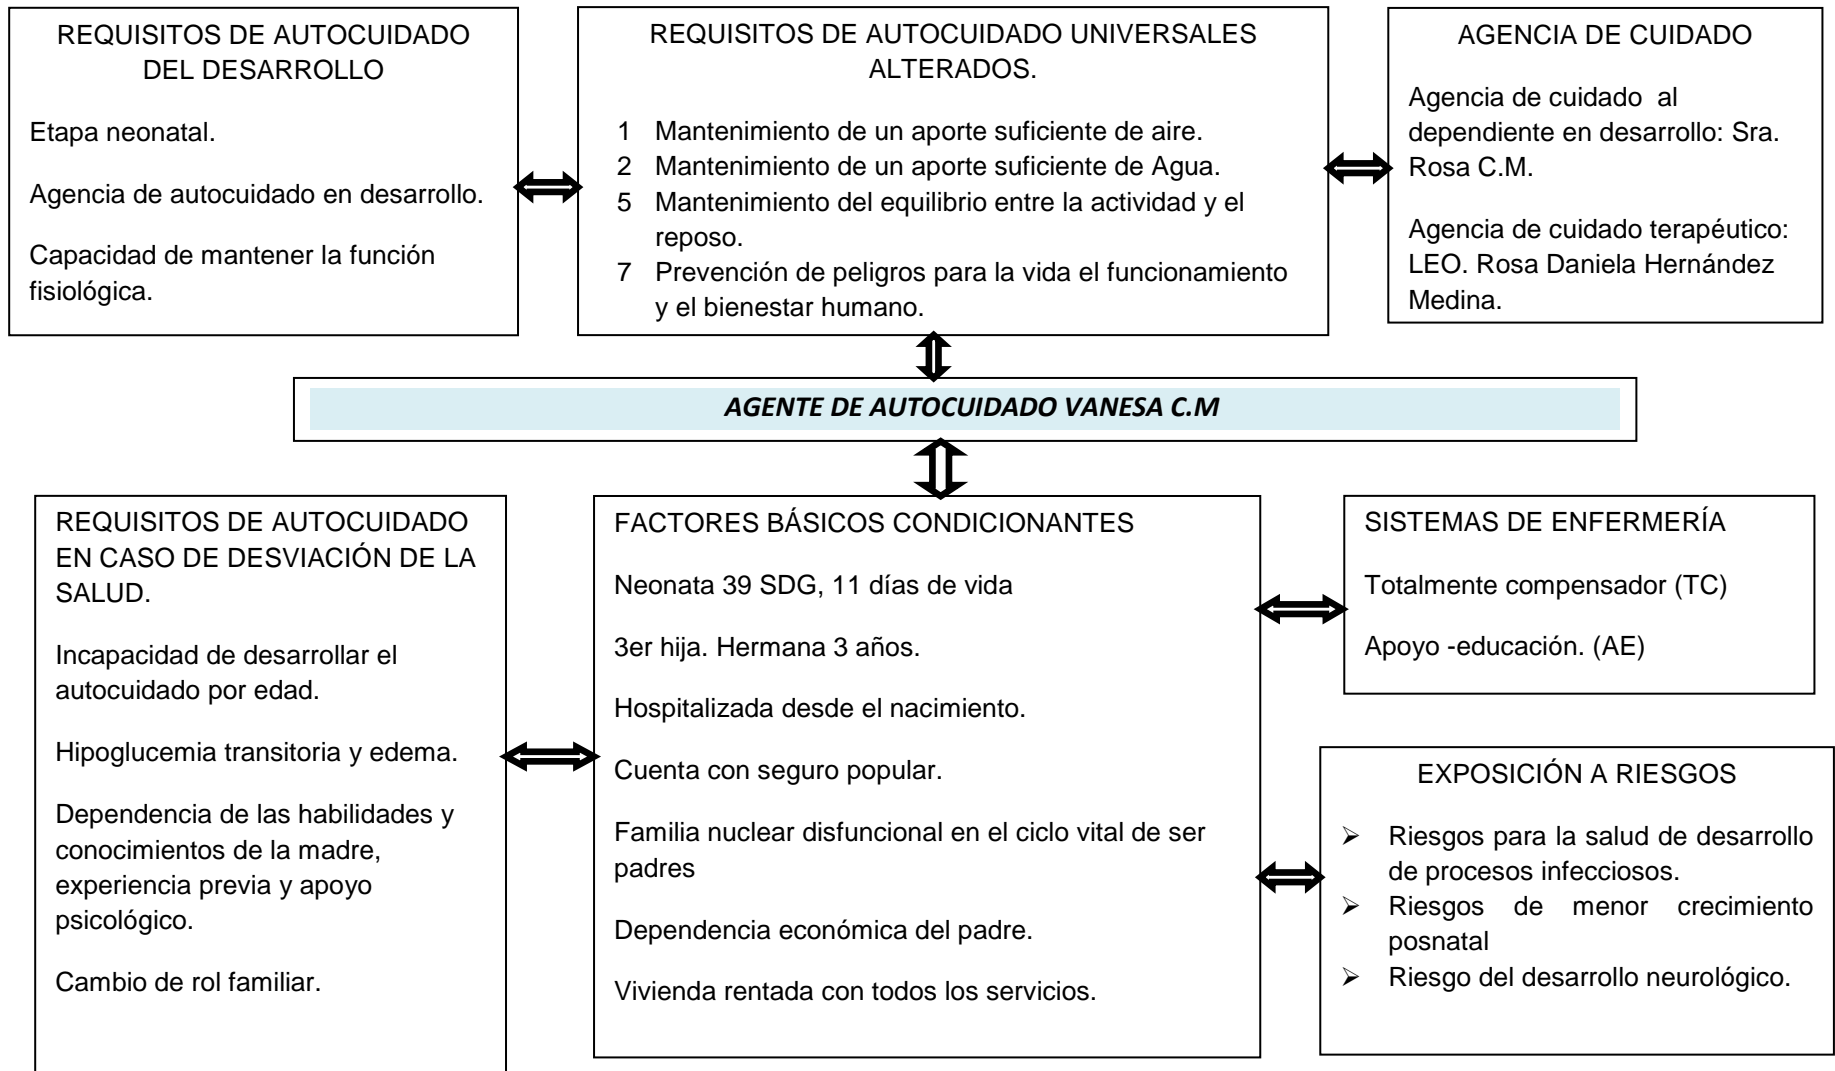 REQUISITOS DE AUTOCUIDADO
DEL DESARROLLO
Etapa neonatal.
Agencia de autocuidado en desarrollo.
Capacidad de mantener la función
fisiológica.
REQUISITOS DE AUTOCUIDADO UNIVERSALES
ALTERADOS.
1 Mantenimiento de un aporte suficiente de aire.
2 Mantenimiento de un aporte suficiente de Agua.
5 Mantenimiento del equilibrio entre la actividad y el
reposo.
7 Prevención de peligros para la vida el funcionamiento
y el bienestar humano.
AGENCIA DE CUIDADO
Agencia de cuidado al
dependiente en desarrollo: Sra.
Rosa C.M.
Agencia de cuidado terapéutico:
LEO. Rosa Daniela Hernández
Medina.
AGENTE DE AUTOCUIDADO VANESA C.M
REQUISITOS DE AUTOCUIDADO
EN CASO DE DESVIACIÓN DE LA
SALUD.
Incapacidad de desarrollar el
autocuidado por edad.
Hipoglucemia transitoria y edema.
Dependencia de las habilidades y
conocimientos de la madre,
experiencia previa y apoyo
psicológico.
Cambio de rol familiar.
FACTORES BÁSICOS CONDICIONANTES
Neonata 39 SDG, 11 días de vida
3er hija. Hermana 3 años.
Hospitalizada desde el nacimiento.
Cuenta con seguro popular.
Familia nuclear disfuncional en el ciclo vital de ser
padres
Dependencia económica del padre.
Vivienda rentada con todos los servicios.
SISTEMAS DE ENFERMERÍA
Totalmente compensador (TC)
Apoyo -educación. (AE)
EXPOSICIÓN A RIESGOS
➢ Riesgos para la salud de desarrollo
de procesos infecciosos.
➢ Riesgos de menor crecimiento
posnatal
➢ Riesgo del desarrollo neurológico.